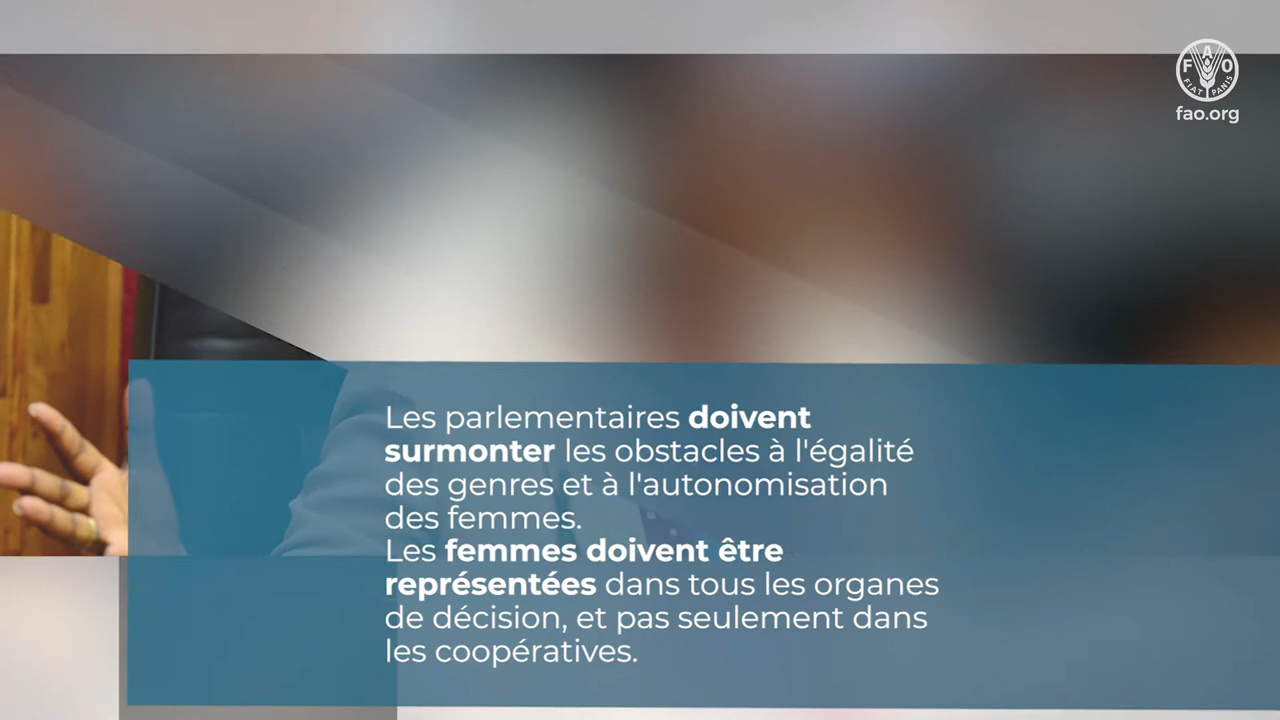 F A O
FIAT PANIS
fao.org
Les parlementaires doivent
surmonter les obstacles à l'égalité
des genres et à l'autonomisation
des femmes.
Les femmes doivent être
représentées dans tous les organes
de décision, et pas seulement dans
les coopératives.